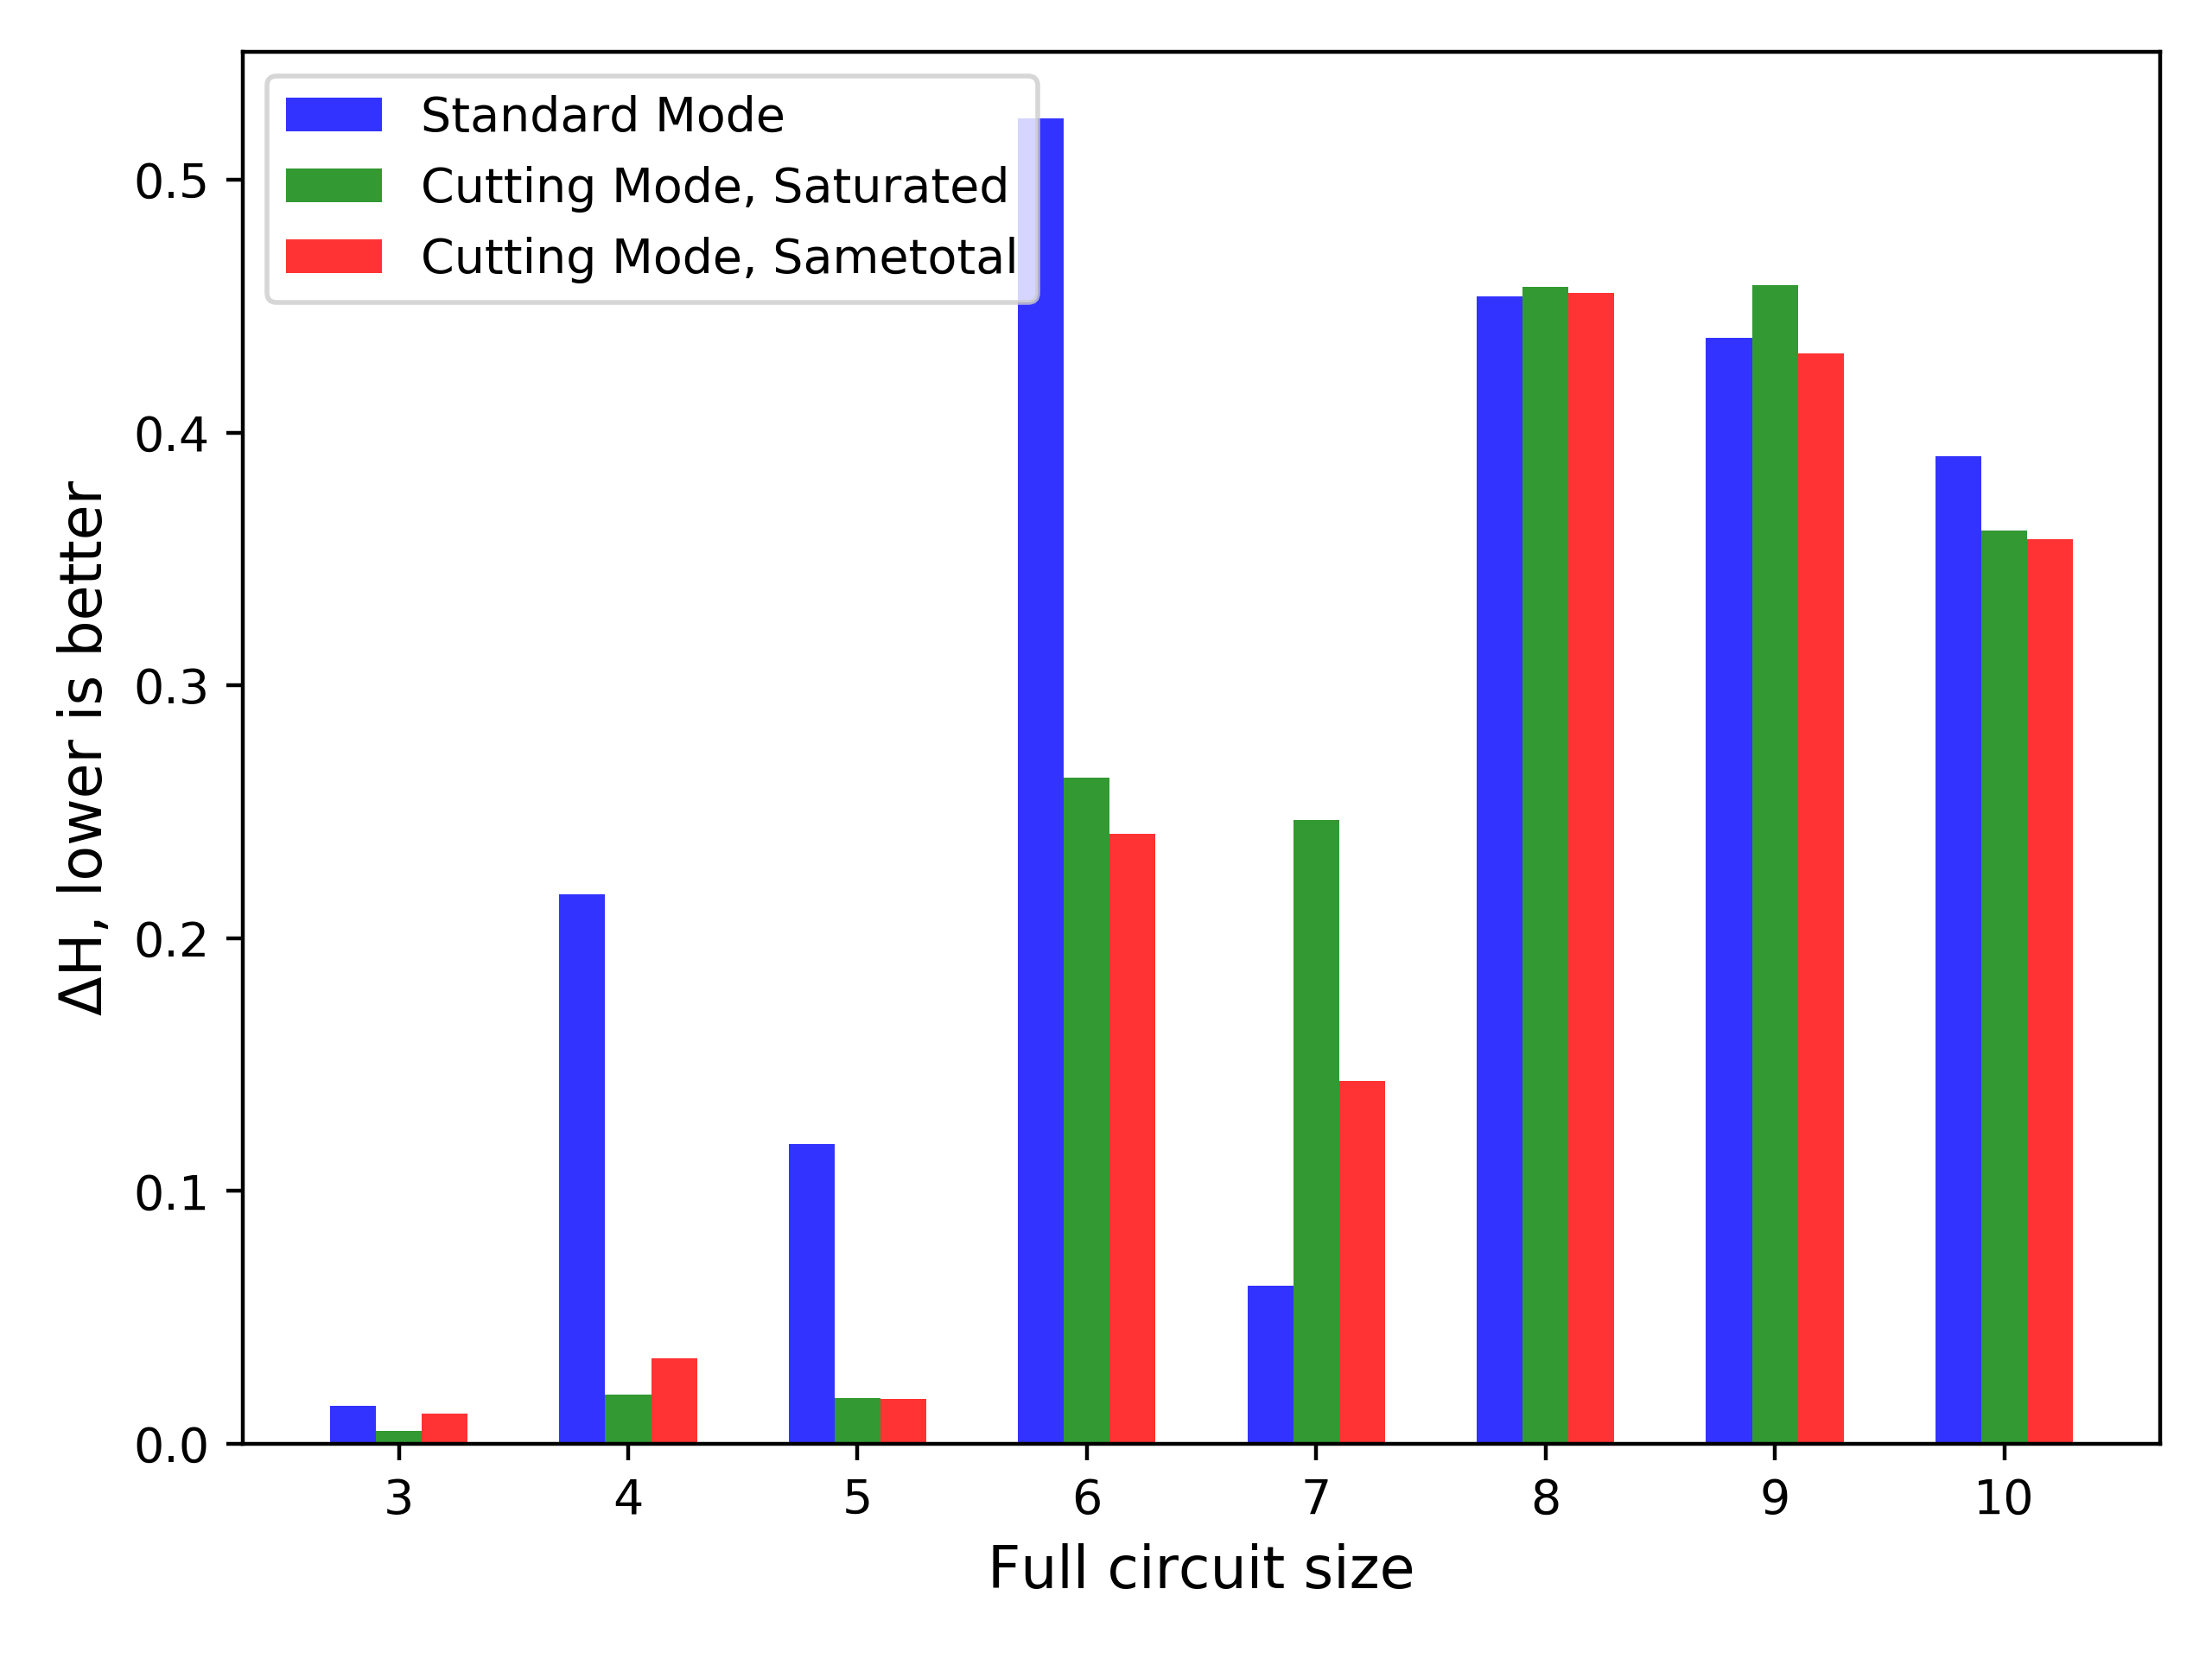 Standard Mode
Cutting Mode, Saturated
Cutting Mode, Sametotal
0.5
0.4
0.3
0.2
0.1
0.0
ΔH, lower is better
3 4 5 6 7 8 9 10
Full circuit size